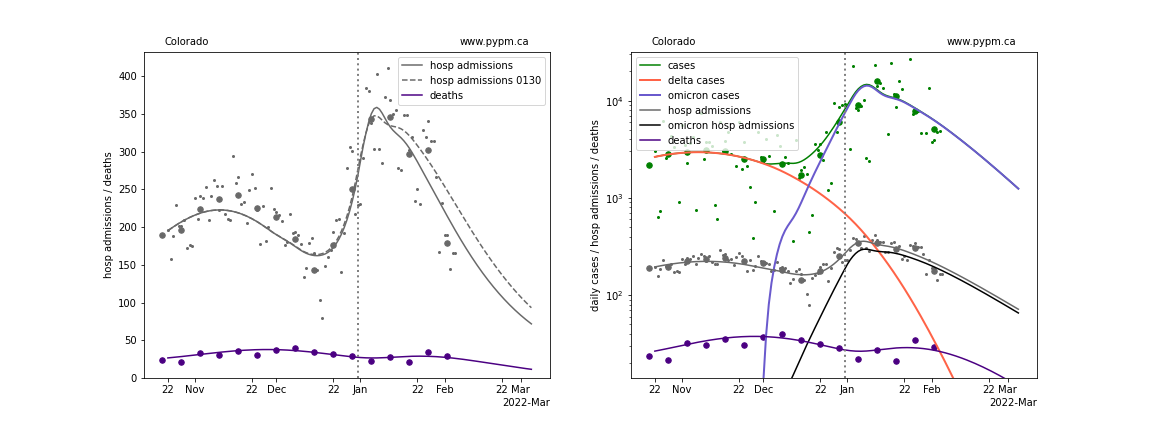 Colorado www.pypm.ca
hosp admissions
hosp admissions 0130
deaths
hosp admissions / deaths
400
350
300
250
200
150
100
50
0
22 Nov 22 Dec 22 Jan 22 Feb 22 Mar
2022-Mar
Colorado www.pypm.ca
cases
delta cases
omicron cases
hosp admissions
omicron hosp admissions
deaths
daily cases / hosp admissions / deaths
10⁴
10³
10²
22 Nov 22 Dec 22 Jan 22 Feb 22 Mar
2022-Mar